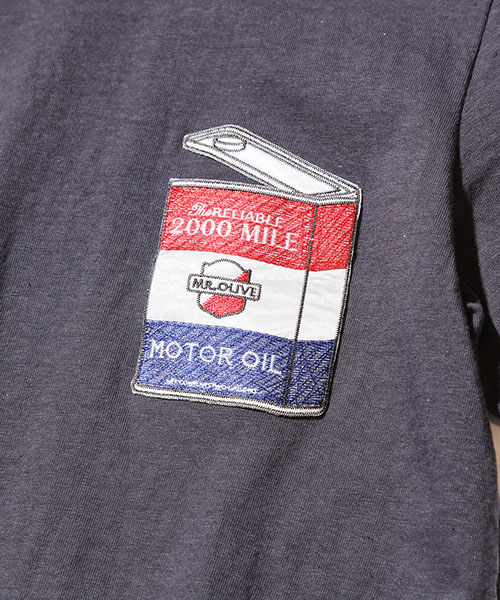 The RELIABLE
2000 MILE
MR.OLIVE
MOTOR OIL